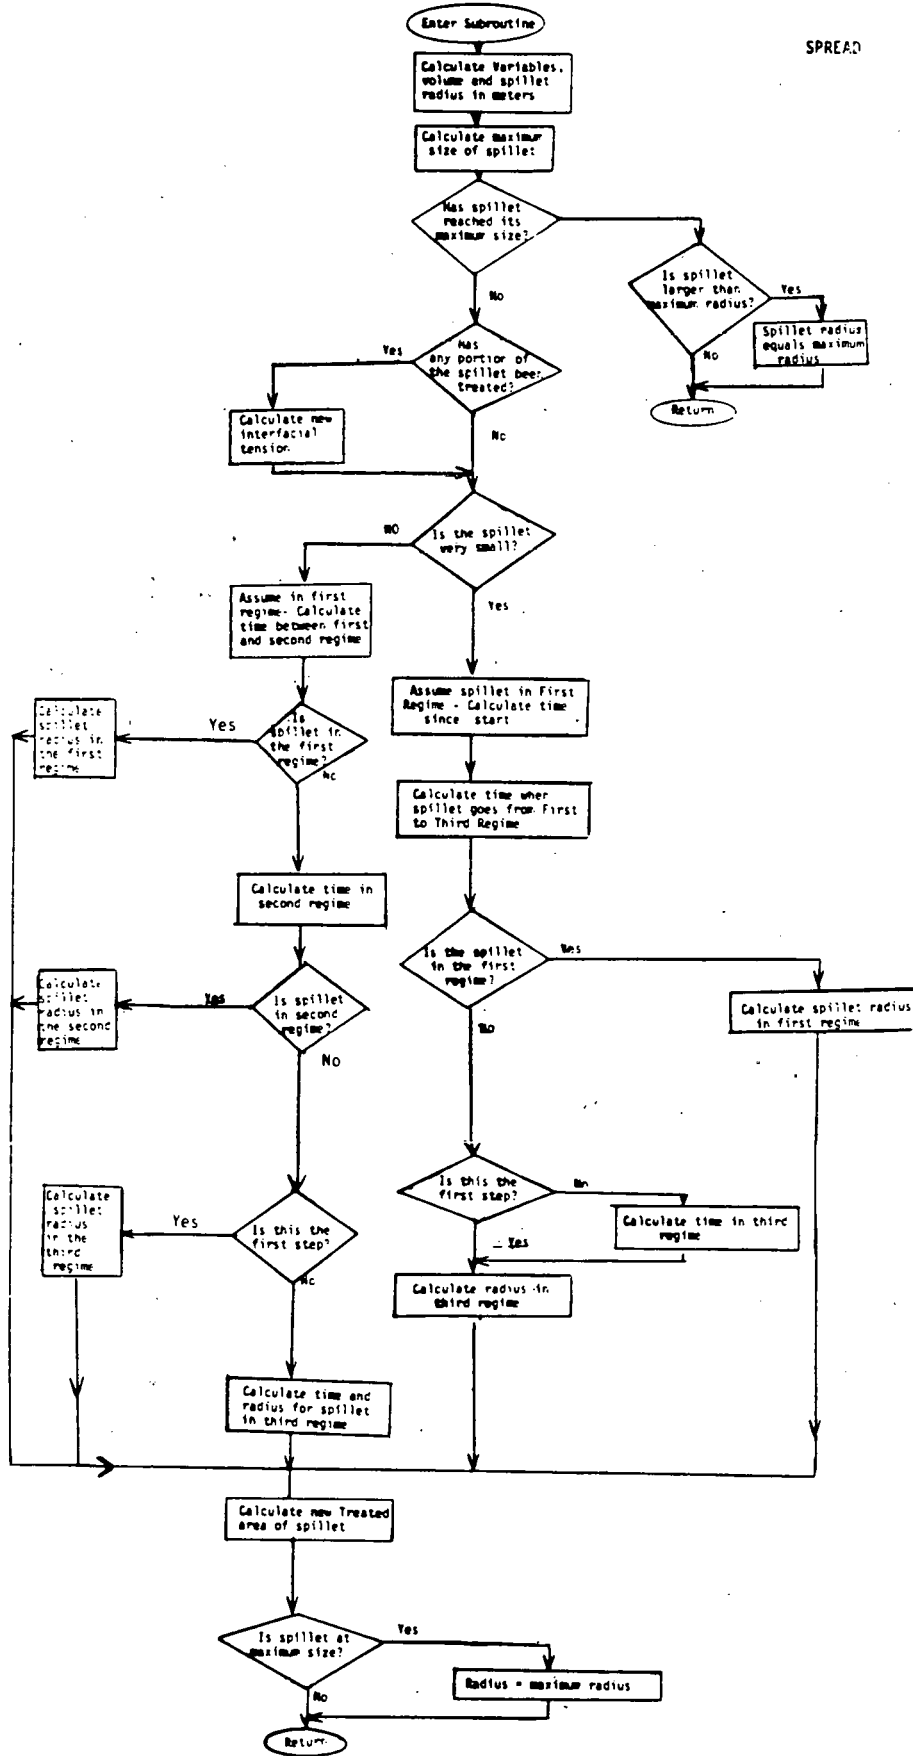 SPREAD
Enter Subroutine
Calculate Variables,
volume and spillet
radius in meters
Calculate maximum
size of spillet
Has spillet
reached its
maximum size?
No
Is spillet
larger than
maximum radius?
Yes
Spillet radius
equals maximum
radius
No
Return
Has
any portion of
the spillet been
treated?
Yes
Calculate new
interfacial
tension
No
Is the spillet
very small?
NO
Yes
Assume in first
regime- Calculate
time between first
and second regime
Is
spillet in
the first
regime?
Yes
Calculate
spillet
radius in
the first
regime
No
Calculate time in
second regime
Is spillet
in second
regime?
Yes
Calculate
spillet
radius in
the second
regime
No
Is this the
first step?
Yes
Calculate
spillet
radius
in the
third
regime
No
Calculate time and
radius for spillet
in third regime
Assume spillet in First
Regime - Calculate time
since start
Calculate time when
spillet goes from First
to Third Regime
Is the spillet
in the first
regime?
Yes
Calculate spillet radius
in first regime
No
Is this the
first step?
No
Calculate time in third
regime
Yes
Calculate radius in
third regime
Calculate new Treated
area of spillet
Is spillet at
maximum size?
Yes
Radius = maximum radius
No
Return